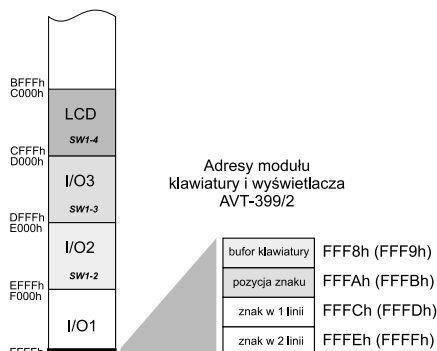 BFFFh
C000h
LCD
SW1-4
CFFFh
D000h
I/O3
SW1-3
DFFFh
E000h
I/O2
SW1-2
EFFFh
F000h
I/O1
FFFFh
Adresy modułu
klawiatury i wyświetlacza
AVT-399/2
bufor klawiatury FFF8h (FFF9h)
pozycja znaku FFFAh (FFFBh)
znak w 1 linii FFFCh (FFFDh)
znak w 2 linii FFFEh (FFFFh)